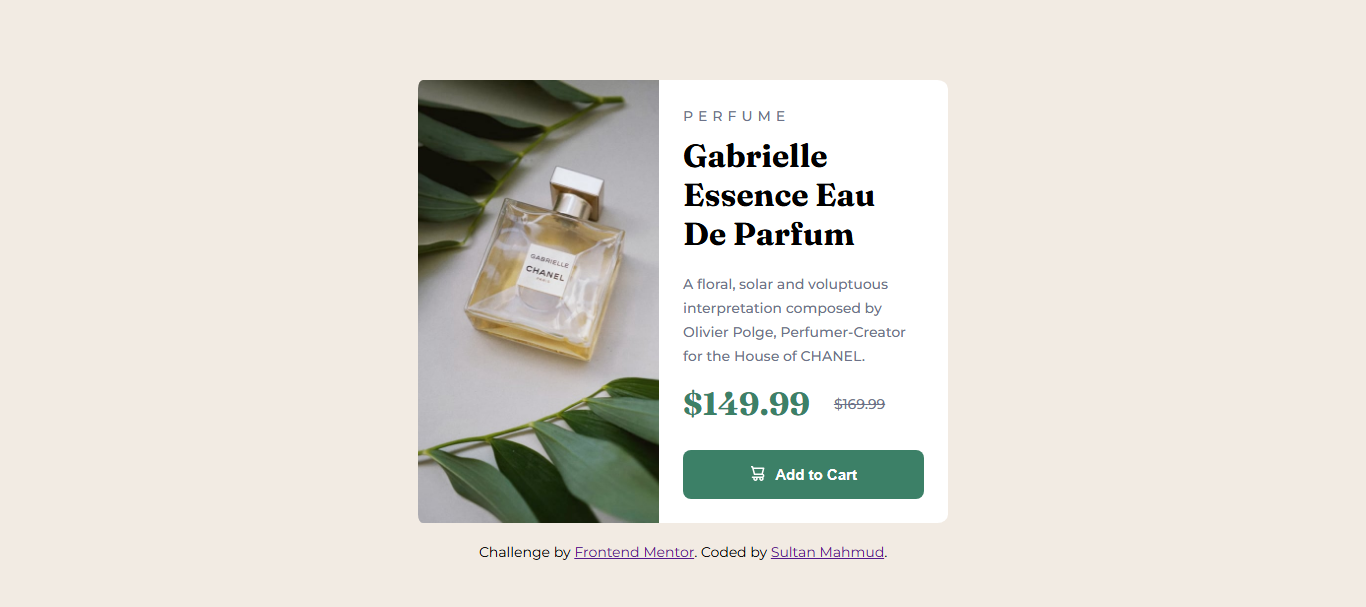 GABRIELLE
CHANEL
PARIS
PERFUME
Gabrielle
Essence Eau
De Parfum
A floral, solar and voluptuous
interpretation composed by
Olivier Polge, Perfumer-Creator
for the House of CHANEL.
$149.99 $169.99
Add to Cart
Challenge by Frontend Mentor. Coded by Sultan Mahmud.